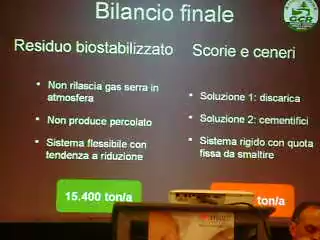 Bilancio finale
GCR
Residuo biostabilizzato
Scorie e ceneri
• Non rilascia gas serra in
atmosfera
• Non produce percolato
• Sistema flessibile con
tendenza a riduzione
• Soluzione 1: discarica
• Soluzione 2: cementifici
• Sistema rigido con quota
fissa da smaltire
15.400 ton/a
ton/a